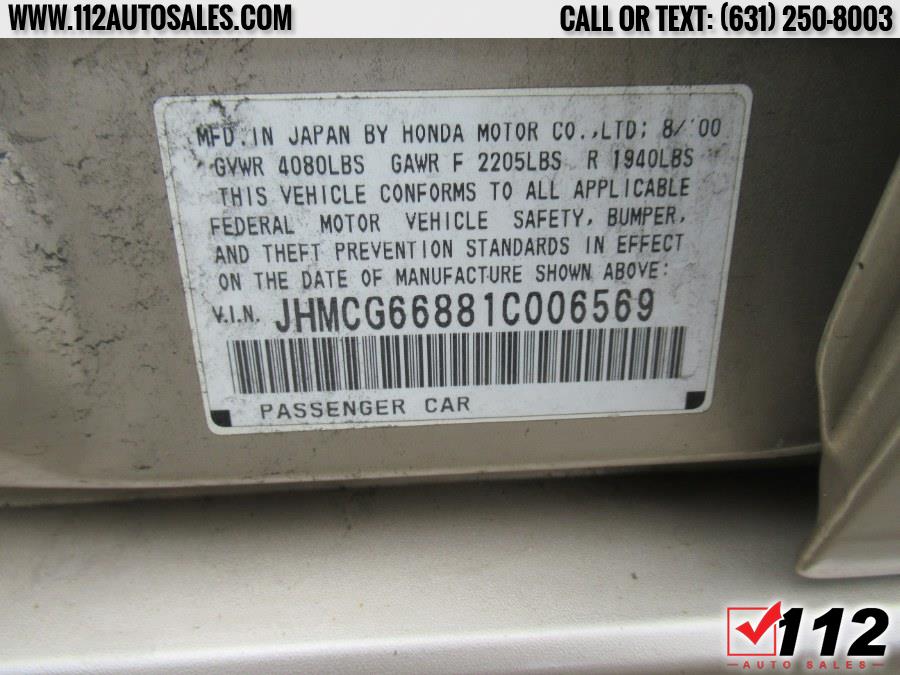 WWW.112AUTOSALES.COM
CALL OR TEXT: (631) 250-8003
MFD. IN JAPAN BY HONDA MOTOR CO.,LTD; 8/'00
GVWR 4080LBS GAWR F 2205LBS R 1940LBS
THIS VEHICLE CONFORMS TO ALL APPLICABLE
FEDERAL MOTOR VEHICLE SAFETY, BUMPER,
AND THEFT PREVENTION STANDARDS IN EFFECT
ON THE DATE OF MANUFACTURE SHOWN ABOVE:
V.I.N. JHMCG66881C006569
PASSENGER CAR
112
AUTO SALES